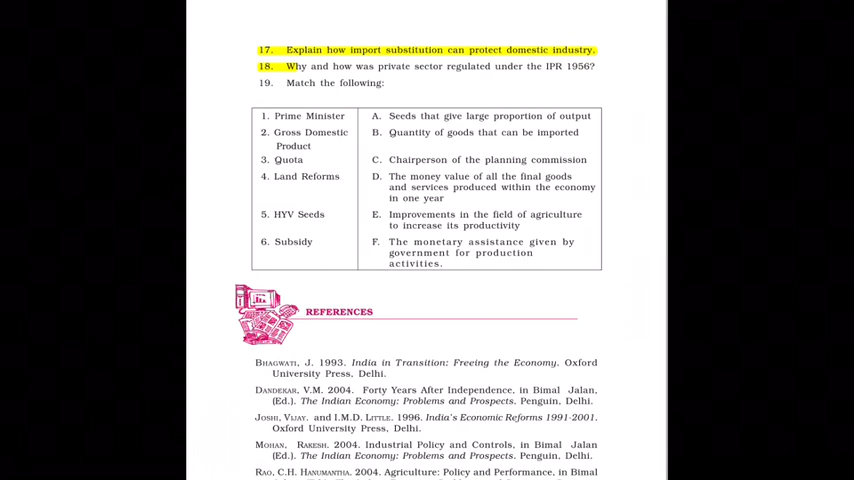 17. Explain how import substitution can protect domestic industry.
18. Why and how was private sector regulated under the IPR 1956?
19. Match the following:
1. Prime Minister A. Seeds that give large proportion of output
2. Gross Domestic B. Quantity of goods that can be imported
Product
3. Quota C. Chairperson of the planning commission
4. Land Reforms D. The money value of all the final goods
and services produced within the economy
in one year
5. HYV Seeds E. Improvements in the field of agriculture
to increase its productivity
6. Subsidy F. The monetary assistance given by
government for production
activities.
REFERENCES
BHAGWATI, J. 1993. India in Transition: Freeing the Economy. Oxford
University Press, Delhi.
DANDEKAR, V.M. 2004. Forty Years After Independence, in Bimal Jalan,
(Ed.). The Indian Economy: Problems and Prospects. Penguin, Delhi.
JOSHI, VIJAY. and I.M.D. LITTLE. 1996. India's Economic Reforms 1991-2001.
Oxford University Press, Delhi.
MOHAN, RAKESH. 2004. Industrial Policy and Controls, in Bimal Jalan
(Ed.). The Indian Economy: Problems and Prospects. Penguin, Delhi.
RAO, C.H. HANUMANTHA. 2004. Agriculture: Policy and Performance, in Bimal